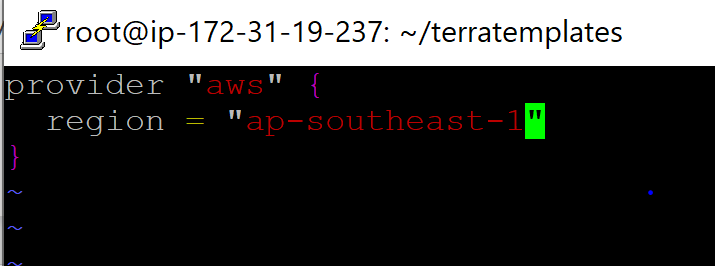 root@ip-172-31-19-237: ~/terratemplates
provider "aws" {
  region = "ap-southeast-1"
}
~
~
~